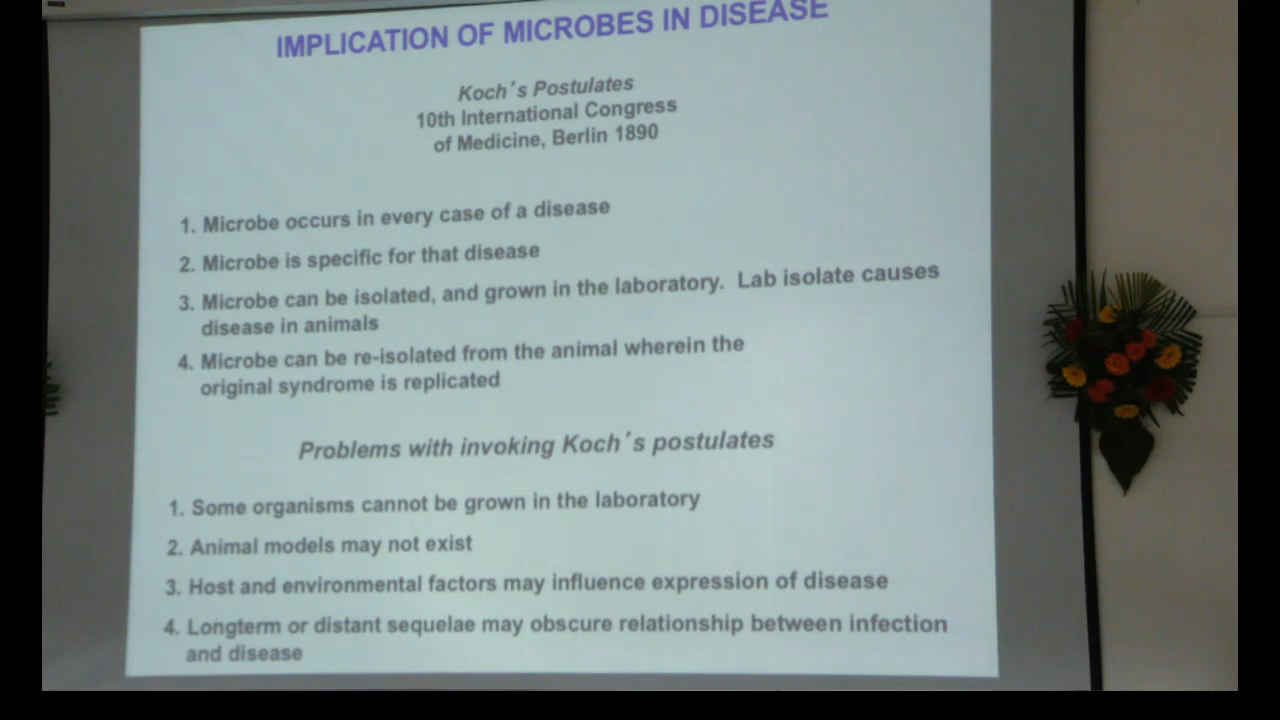 IMPLICATION OF MICROBES IN DISEASE
Koch's Postulates
10th International Congress
of Medicine, Berlin 1890
1. Microbe occurs in every case of a disease
2. Microbe is specific for that disease
3. Microbe can be isolated, and grown in the laboratory. Lab isolate causes
disease in animals
4. Microbe can be re-isolated from the animal wherein the
original syndrome is replicated
Problems with invoking Koch's postulates
1. Some organisms cannot be grown in the laboratory
2. Animal models may not exist
3. Host and environmental factors may influence expression of disease
4. Longterm or distant sequelae may obscure relationship between infection
and disease